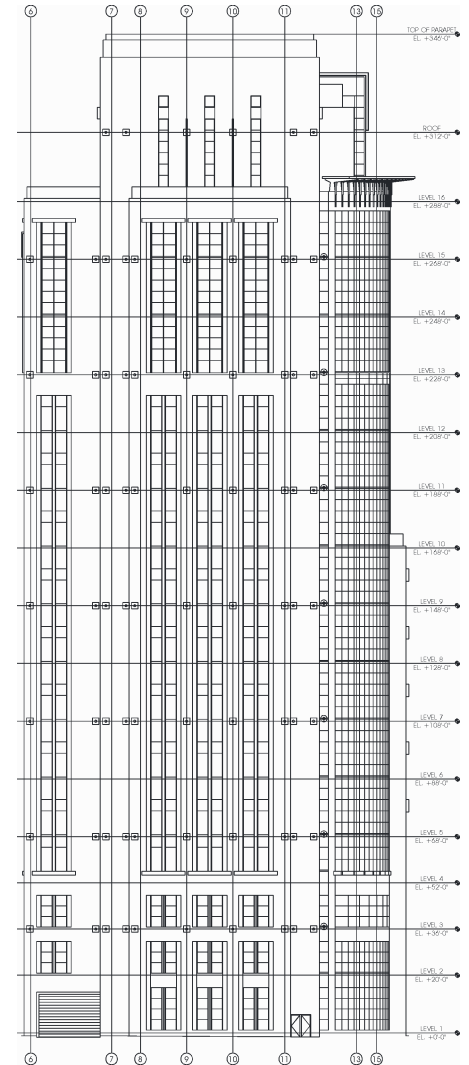 6 7 8 9 10 11 13 15
TOP OF PARAPET
EL. +346'-0"
ROOF
EL. +312'-0"
LEVEL 16
EL. +288'-0"
LEVEL 15
EL. +268'-0"
LEVEL 14
EL. +248'-0"
LEVEL 13
EL. +228'-0"
LEVEL 12
EL. +208'-0"
LEVEL 11
EL. +188'-0"
LEVEL 10
EL. +168'-0"
LEVEL 9
EL. +148'-0"
LEVEL 8
EL. +128'-0"
LEVEL 7
EL. +108'-0"
LEVEL 6
EL. +88'-0"
LEVEL 5
EL. +68'-0"
LEVEL 4
EL. +52'-0"
LEVEL 3
EL. +36'-0"
LEVEL 2
EL. +20'-0"
LEVEL 1
EL. +0'-0"
6 7 8 9 10 11 13 15